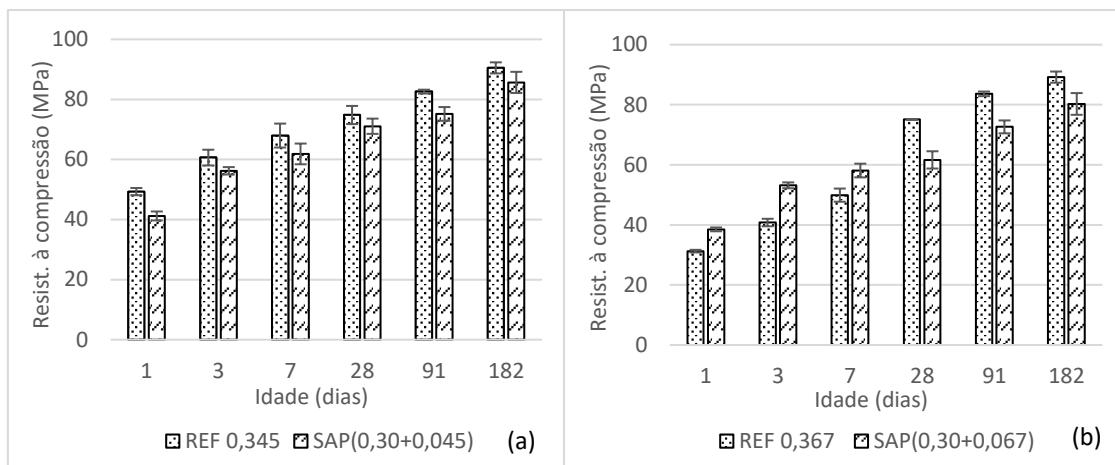 Resist. à compressão (MPa)
100
80
60
40
20
0
1 3 7 28 91 182
Idade (dias)
REF 0,345 SAP(0,30+0,045) (a)
Resist. à compressão (MPa)
100
80
60
40
20
0
1 3 7 28 91 182
Idade (dias)
REF 0,367 SAP(0,30+0,067) (b)